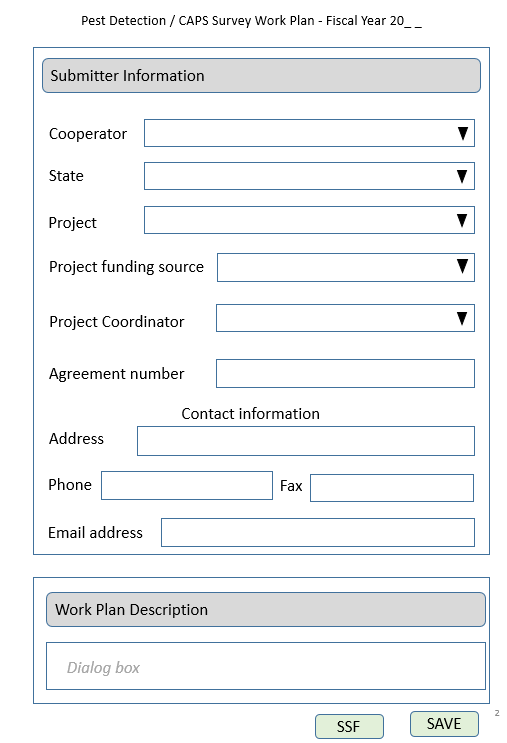 Pest Detection / CAPS Survey Work Plan - Fiscal Year 20_ _
Submitter Information
Cooperator
State
Project
Project funding source
Project Coordinator
Agreement number
Contact information
Address
Phone Fax
Email address
Work Plan Description
Dialog box
2
SSF SAVE